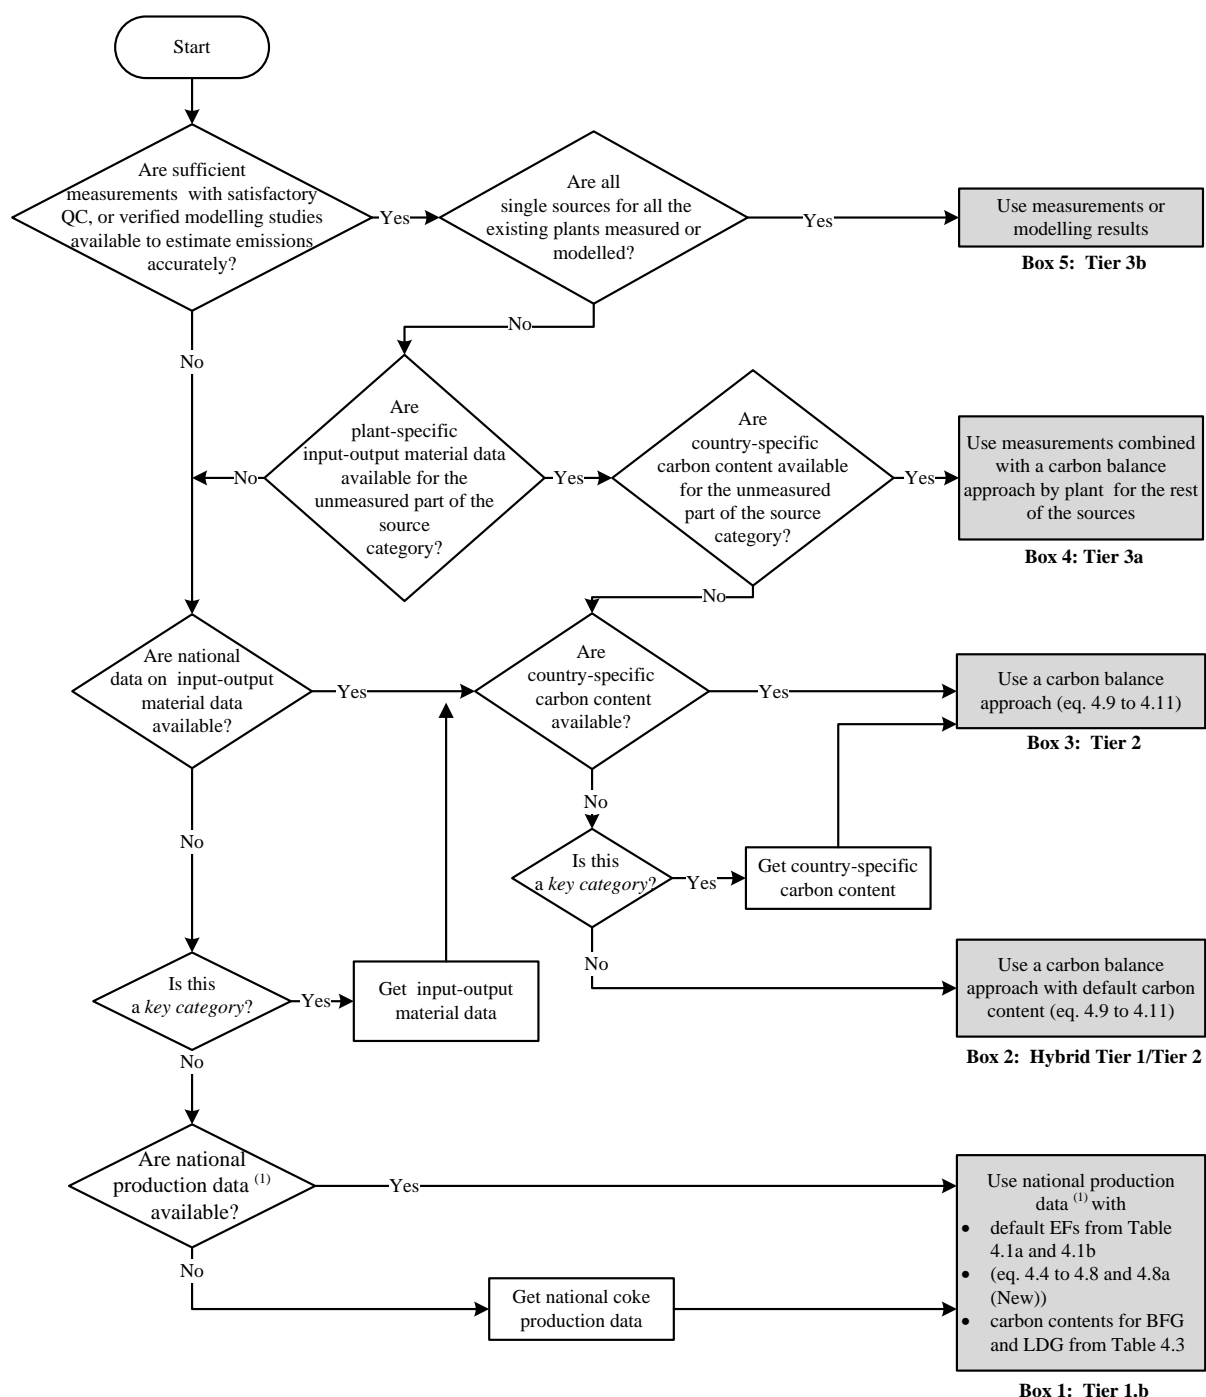 Start
Are sufficient
measurements with satisfactory
QC, or verified modelling studies
available to estimate emissions
accurately?
Yes
Are all
single sources for all the
existing plants measured or
modelled?
Yes
Use measurements or
modelling results
Box 5: Tier 3b
No
No
Are
plant-specific
input-output material data
available for the
unmeasured part of the
source
category?
No
Yes
Are
country-specific
carbon content available
for the unmeasured
part of the source
category?
Yes
Use measurements combined
with a carbon balance
approach by plant for the rest
of the sources
Box 4: Tier 3a
No
Are national
data on input-output
material data
available?
Yes
Are
country-specific
carbon content
available?
Yes
Use a carbon balance
approach (eq. 4.9 to 4.11)
Box 3: Tier 2
No
No
Is this
a key category?
Yes
Get country-specific
carbon content
No
Use a carbon balance
approach with default carbon
content (eq. 4.9 to 4.11)
Box 2: Hybrid Tier 1/Tier 2
Is this
a key category?
Yes
Get input-output
material data
No
Are national
production data (1)
available?
Yes
Use national production
data (1) with
• default EFs from Table
4.1a and 4.1b
• (eq. 4.4 to 4.8 and 4.8a
(New))
• carbon contents for BFG
and LDG from Table 4.3
Box 1: Tier 1.b
No
Get national coke
production data